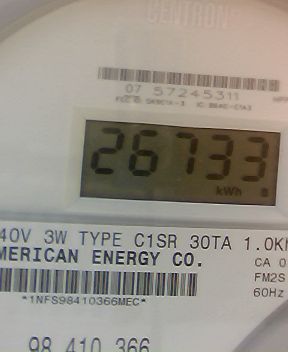 CENTRON
07 57245311
26733
kWh
40V 3W TYPE C1SR 30TA 1.0K
MERICAN ENERGY CO.
CA 0
FM2S
60Hz
*1NFS98410366MEC*
98 410 366